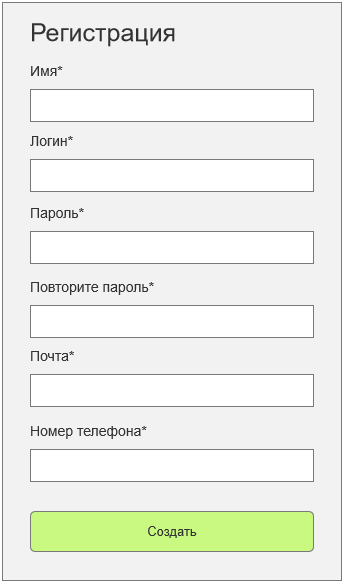 Регистрация
Имя*
Логин*
Пароль*
Повторите пароль*
Почта*
Номер телефона*
Создать